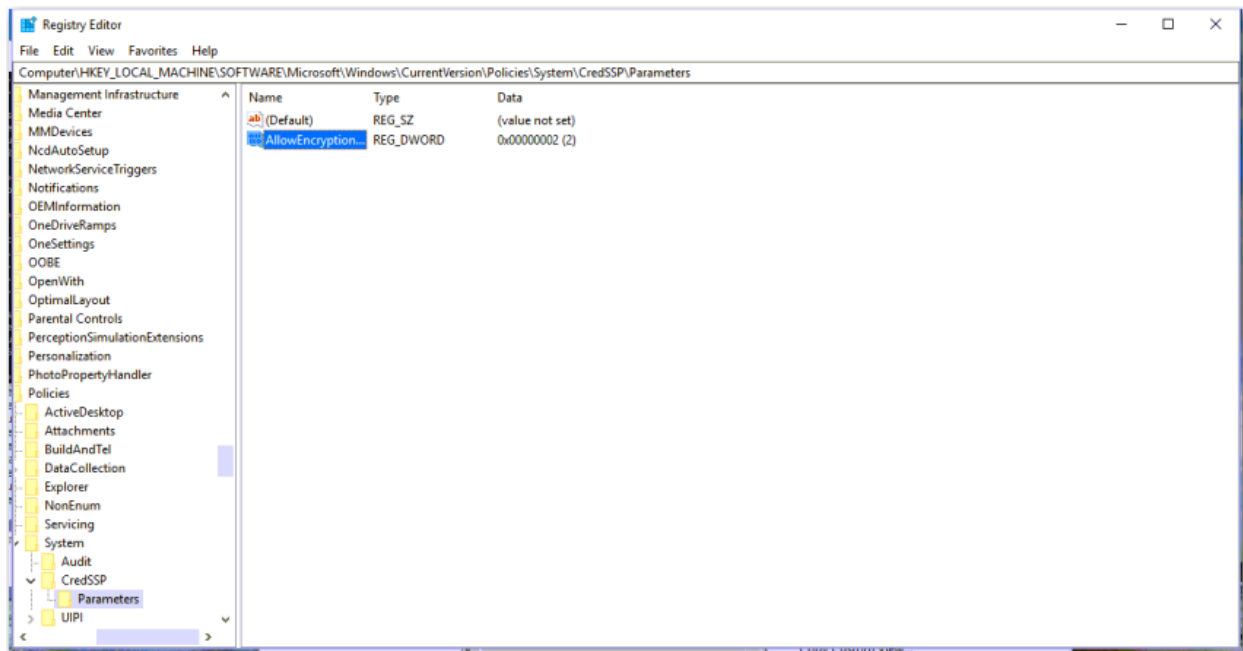 Registry Editor
File Edit View Favorites Help
Computer\HKEY_LOCAL_MACHINE\SOFTWARE\Microsoft\Windows\CurrentVersion\Policies\System\CredSSP\Parameters
Management Infrastructure
Media Center
MMDevices
NcdAutoSetup
NetworkServiceTriggers
Notifications
OEMInformation
OneDriveRamps
OneSettings
OOBE
OpenWith
OptimalLayout
Parental Controls
PerceptionSimulationExtensions
Personalization
PhotoPropertyHandler
Policies
ActiveDesktop
Attachments
BuildAndTel
DataCollection
Explorer
NonEnum
Servicing
System
Audit
CredSSP
Parameters
UIPI
Name Type Data
ab (Default) REG_SZ (value not set)
AllowEncryption... REG_DWORD 0x00000002 (2)